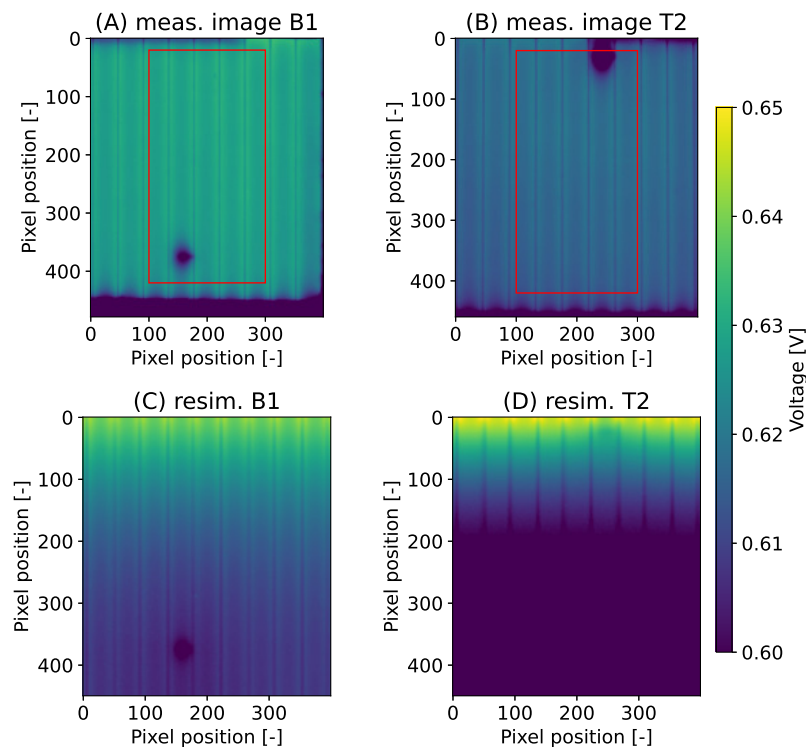 (A) meas. image B1
(B) meas. image T2
0
100
200
300
400
Pixel position [-]
0 100 200 300
Pixel position [-]
0
100
200
300
400
Pixel position [-]
0 100 200 300
Pixel position [-]
(C) resim. B1
(D) resim. T2
0
100
200
300
400
Pixel position [-]
0 100 200 300
Pixel position [-]
0
100
200
300
400
Pixel position [-]
0 100 200 300
Pixel position [-]
0.65
0.64
0.63
0.62
0.61
0.60
Voltage [V]